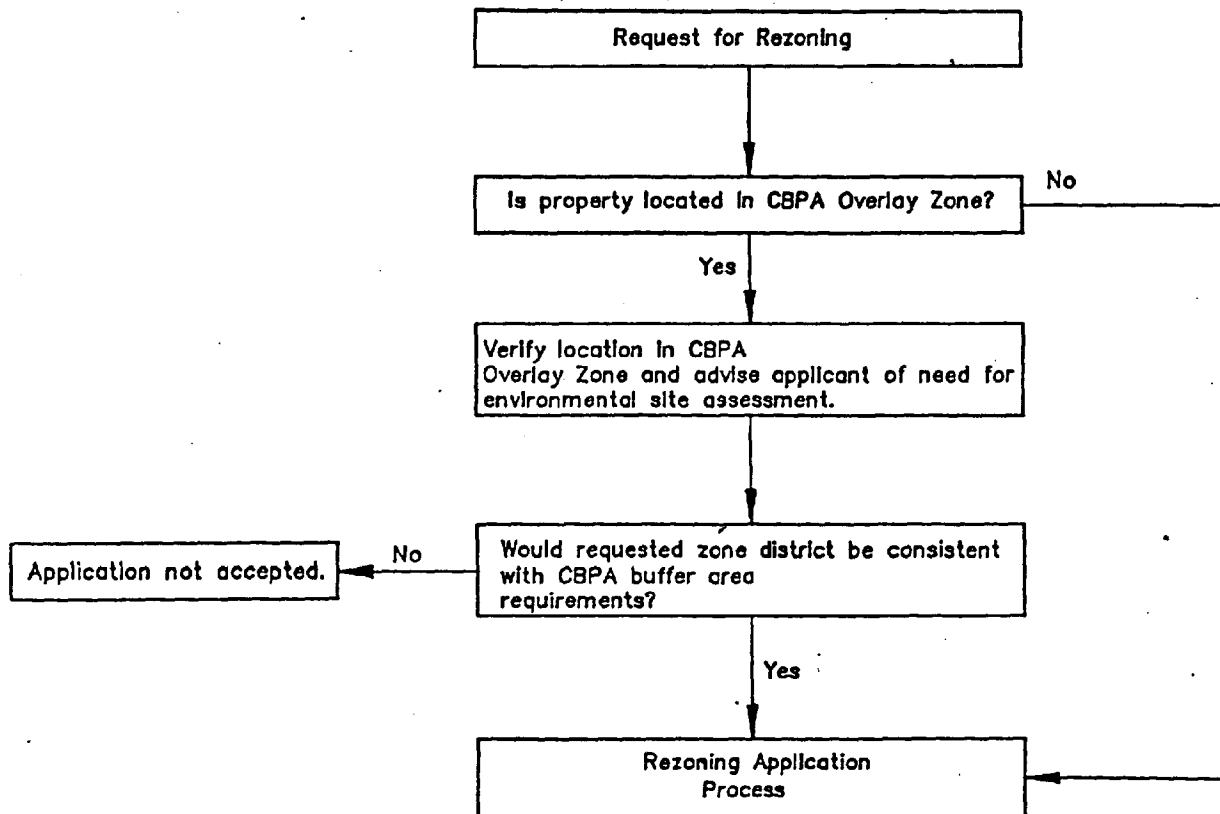 Request for Rezoning
Is property located in CBPA Overlay Zone?
No
Yes
Verify location in CBPA
Overlay Zone and advise applicant of need for
environmental site assessment.
Would requested zone district be consistent
with CBPA buffer area
requirements?
No
Application not accepted.
Yes
Rezoning Application
Process